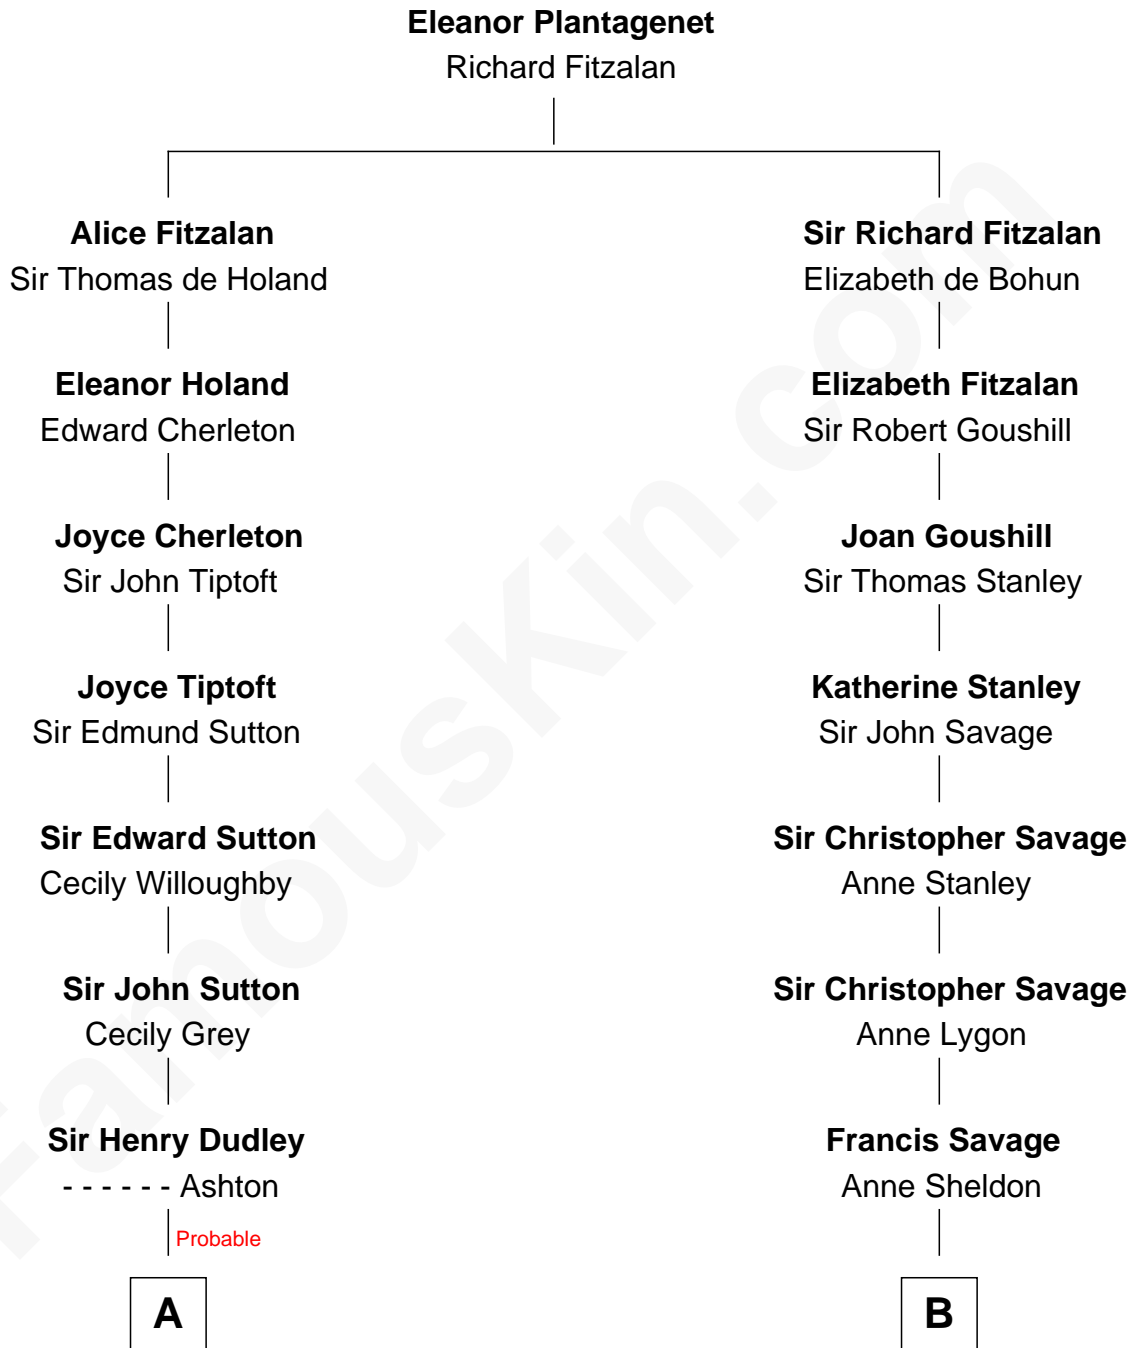 Eleanor Plantagenet
Richard Fitzalan
Alice Fitzalan
Sir Thomas de Holand
Sir Richard Fitzalan
Elizabeth de Bohun
Eleanor Holand
Edward Cherleton
Elizabeth Fitzalan
Sir Robert Goushill
Joyce Cherleton
Sir John Tiptoft
Joan Goushill
Sir Thomas Stanley
Joyce Tiptoft
Sir Edmund Sutton
Katherine Stanley
Sir John Savage
Sir Edward Sutton
Cecily Willoughby
Sir Christopher Savage
Anne Stanley
Sir John Sutton
Cecily Grey
Sir Christopher Savage
Anne Lygon
Sir Henry Dudley
- - - - - - Ashton
Probable
Francis Savage
Anne Sheldon
A
B
FamousKin.com